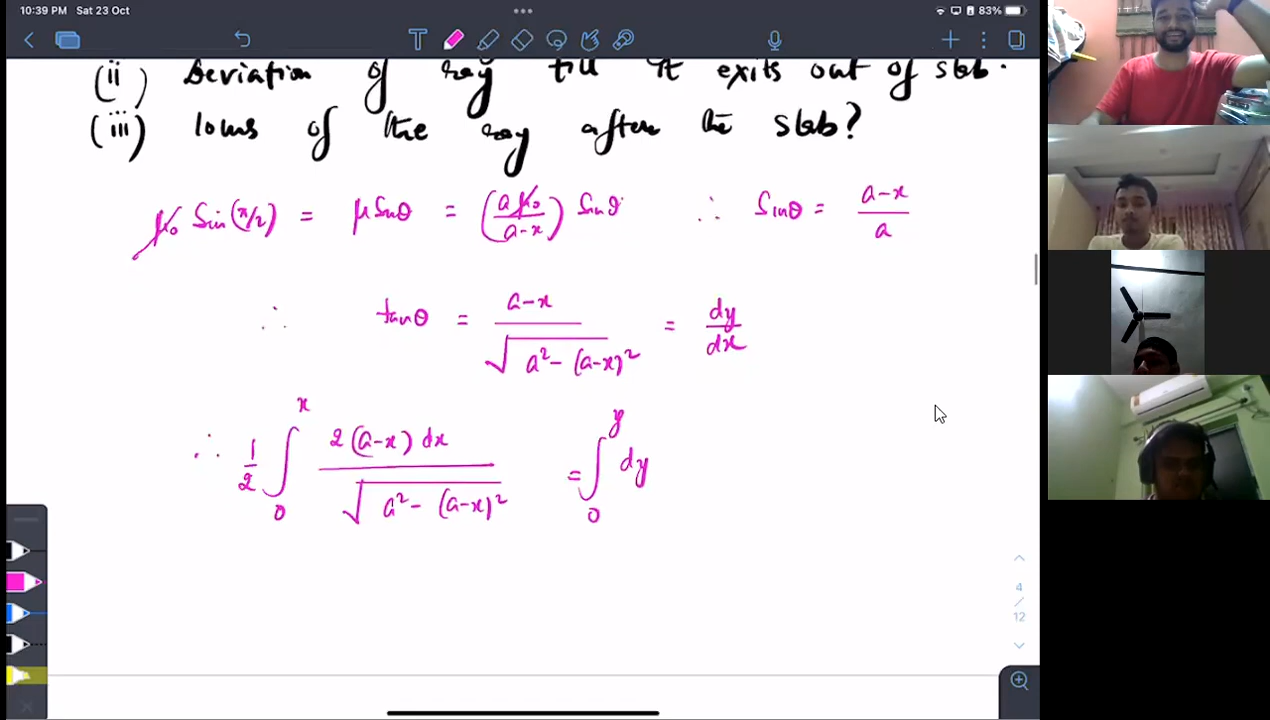 10:39 PM Sat 23 Oct
83%
(ii) Deviation of ray till it exits out of slab.
(iii) locus of the ray after the slab?
μ₀ Sin(π/2) = μ Sinθ = (aμ₀/(a-x)) Sinθ ∴ Sinθ = (a-x)/a
∴ tanθ = (a-x)/√(a²-(a-x)²) = dy/dx
∴ 1/2 ∫₀ˣ 2(a-x) dx/√(a²-(a-x)²) = ∫₀ʸ dy
4
/
12